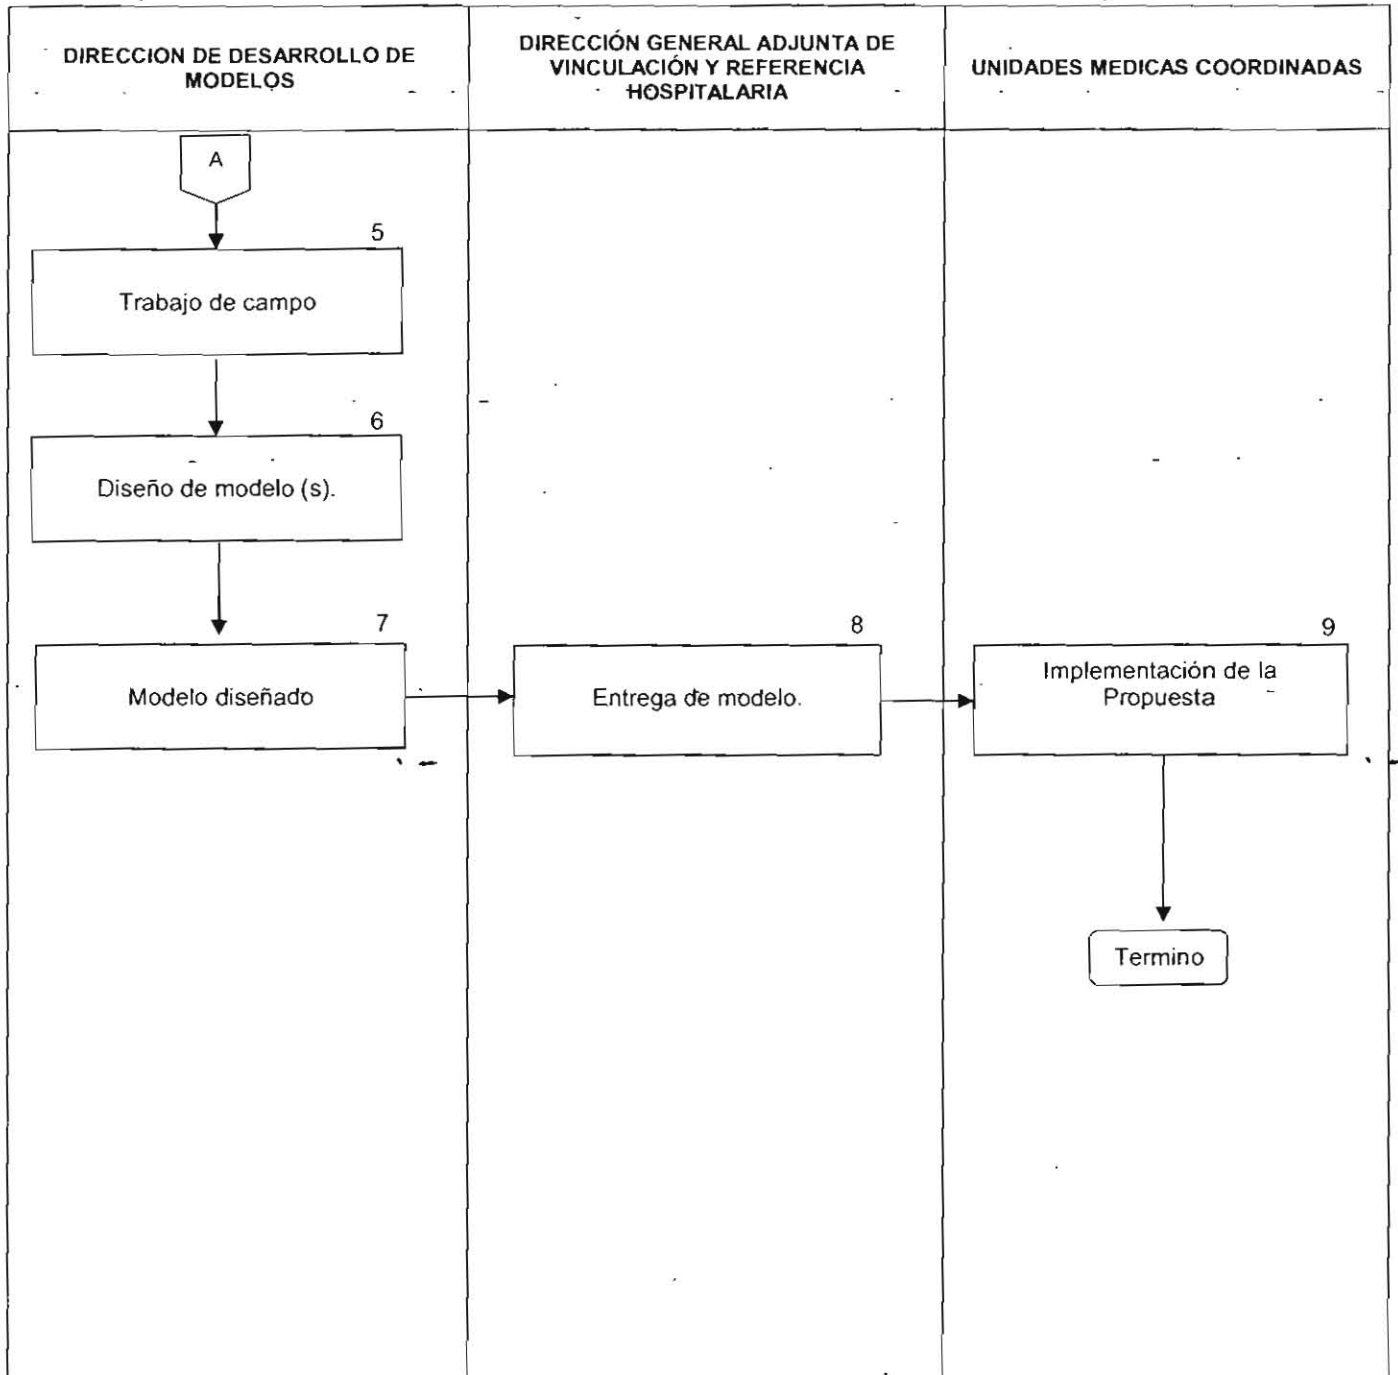 DIRECCION DE DESARROLLO DE
MODELOS
DIRECCIÓN GENERAL ADJUNTA DE
VINCULACIÓN Y REFERENCIA
HOSPITALARIA
UNIDADES MEDICAS COORDINADAS
A
5
Trabajo de campo
6
Diseño de modelo (s).
7
Modelo diseñado
8
Entrega de modelo.
9
Implementación de la
Propuesta
Termino